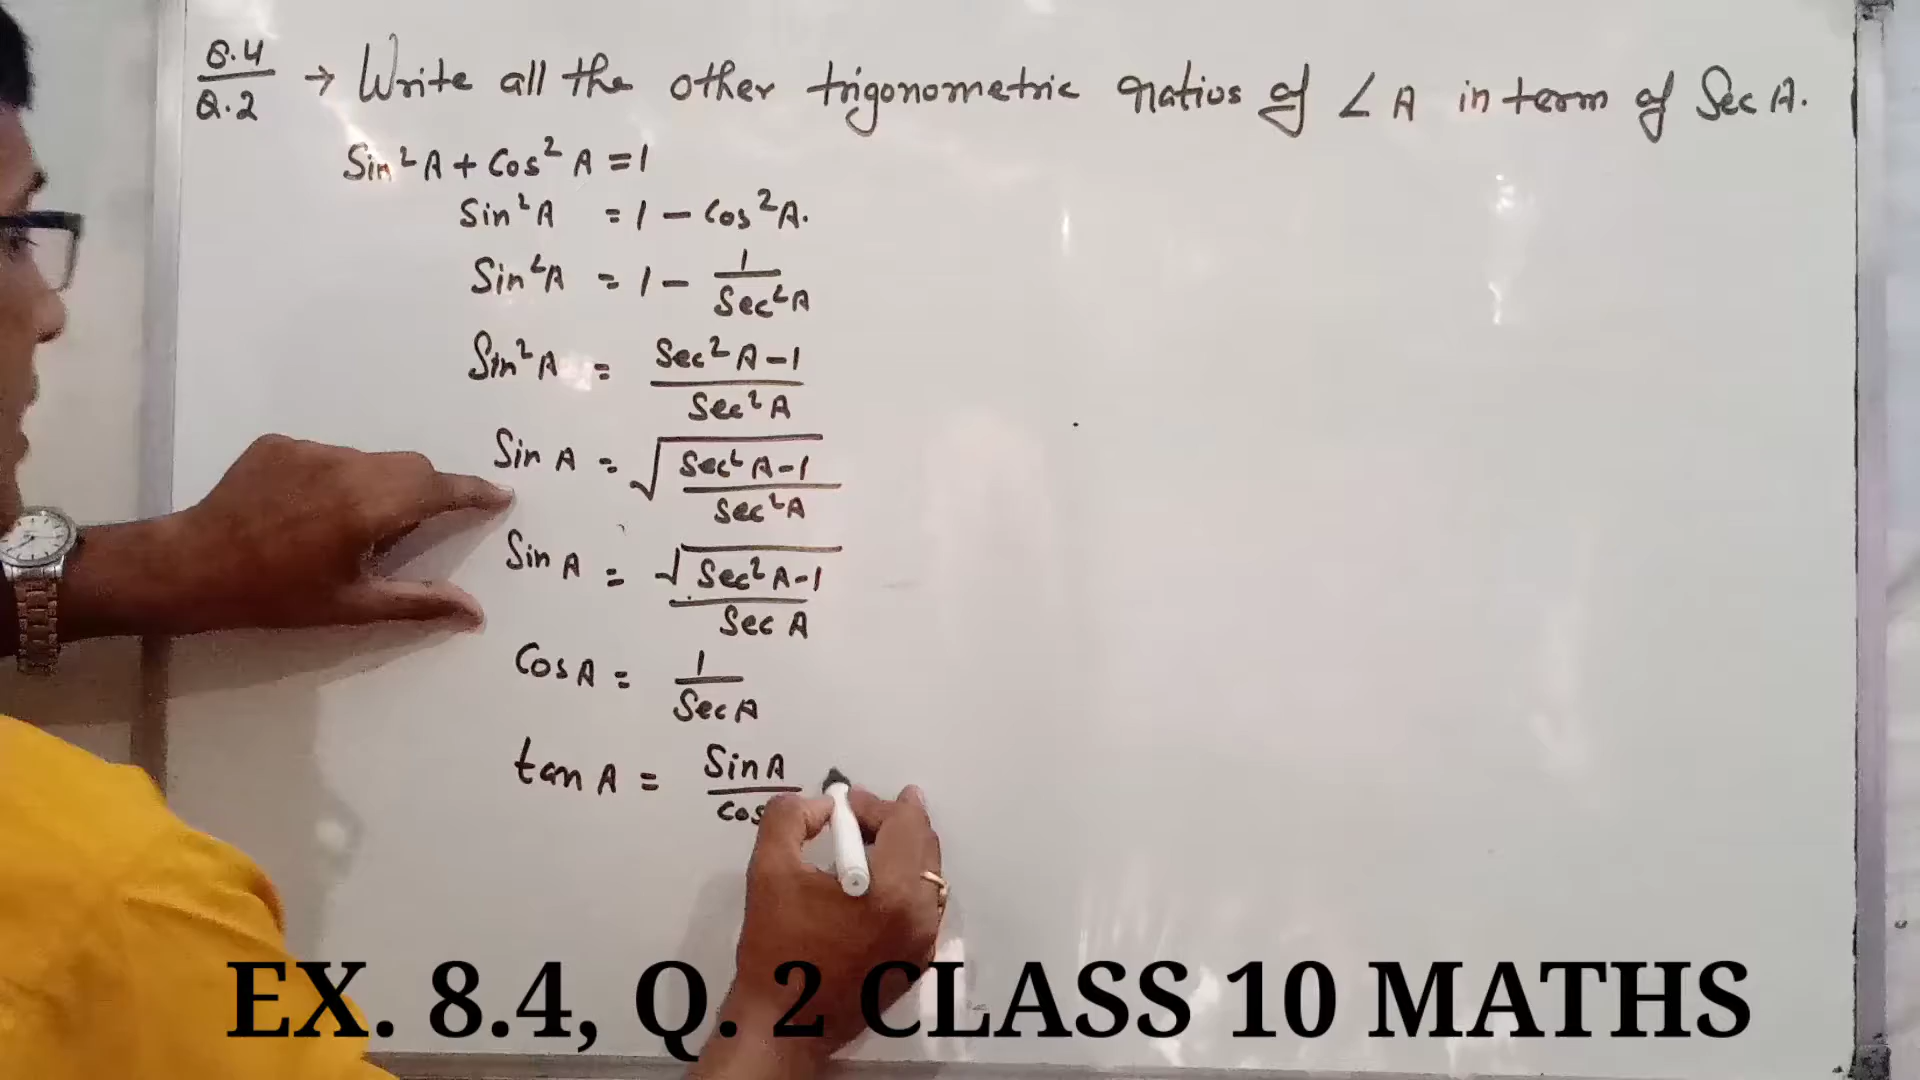 8.4
Q.2 → Write all the other trigonometric ratios of ∠A in term of Sec A.
Sin²A + Cos²A = 1
Sin²A = 1 - Cos²A.
Sin²A = 1 - 1/Sec²A
Sin²A = Sec²A-1/Sec²A
Sin A = √(Sec²A-1/Sec²A)
Sin A = √(Sec²A-1)/Sec A
Cos A = 1/Sec A
tan A = Sin A/Cos
EX. 8.4, Q. 2 CLASS 10 MATHS